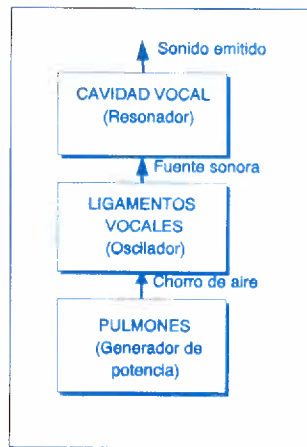 Sonido emitido
CAVIDAD VOCAL
(Resonador)
Fuente sonora
LIGAMENTOS
VOCALES
(Oscilador)
Chorro de aire
PULMONES
(Generador de
potencia)